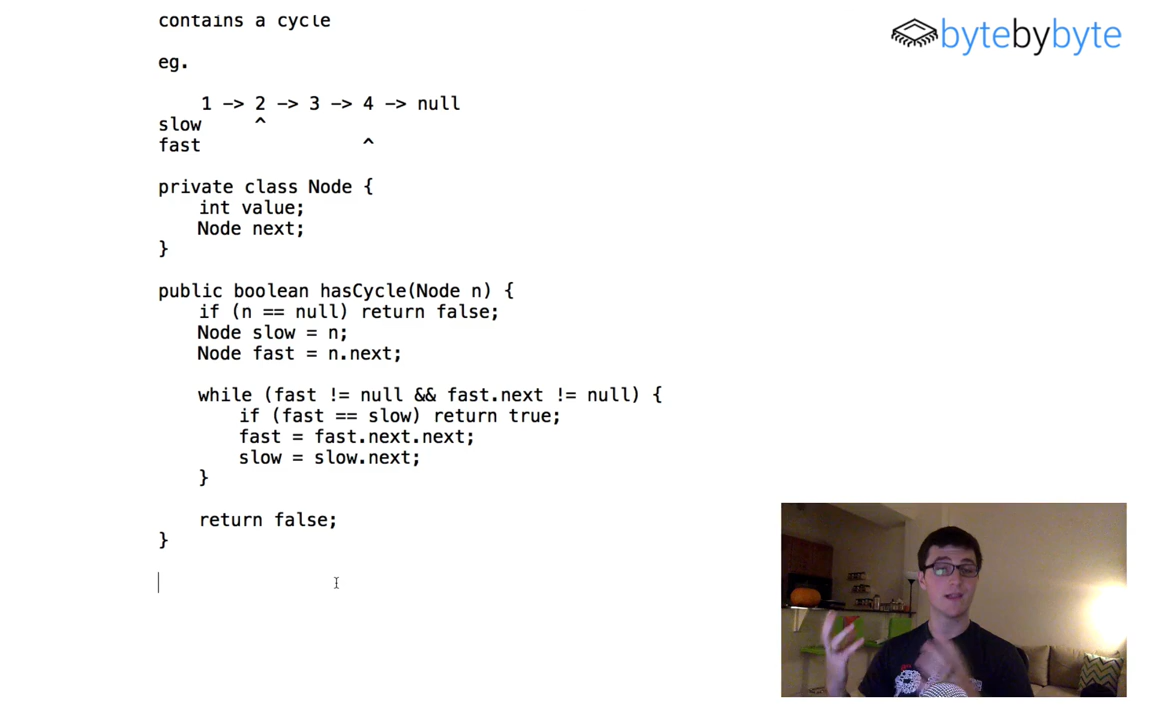 contains a cycle
bytebybyte
eg.
1 -> 2 -> 3 -> 4 -> null
slow ^
fast ^
private class Node {
int value;
Node next;
}
public boolean hasCycle(Node n) {
if (n == null) return false;
Node slow = n;
Node fast = n.next;
while (fast != null && fast.next != null) {
if (fast == slow) return true;
fast = fast.next.next;
slow = slow.next;
}
return false;
}